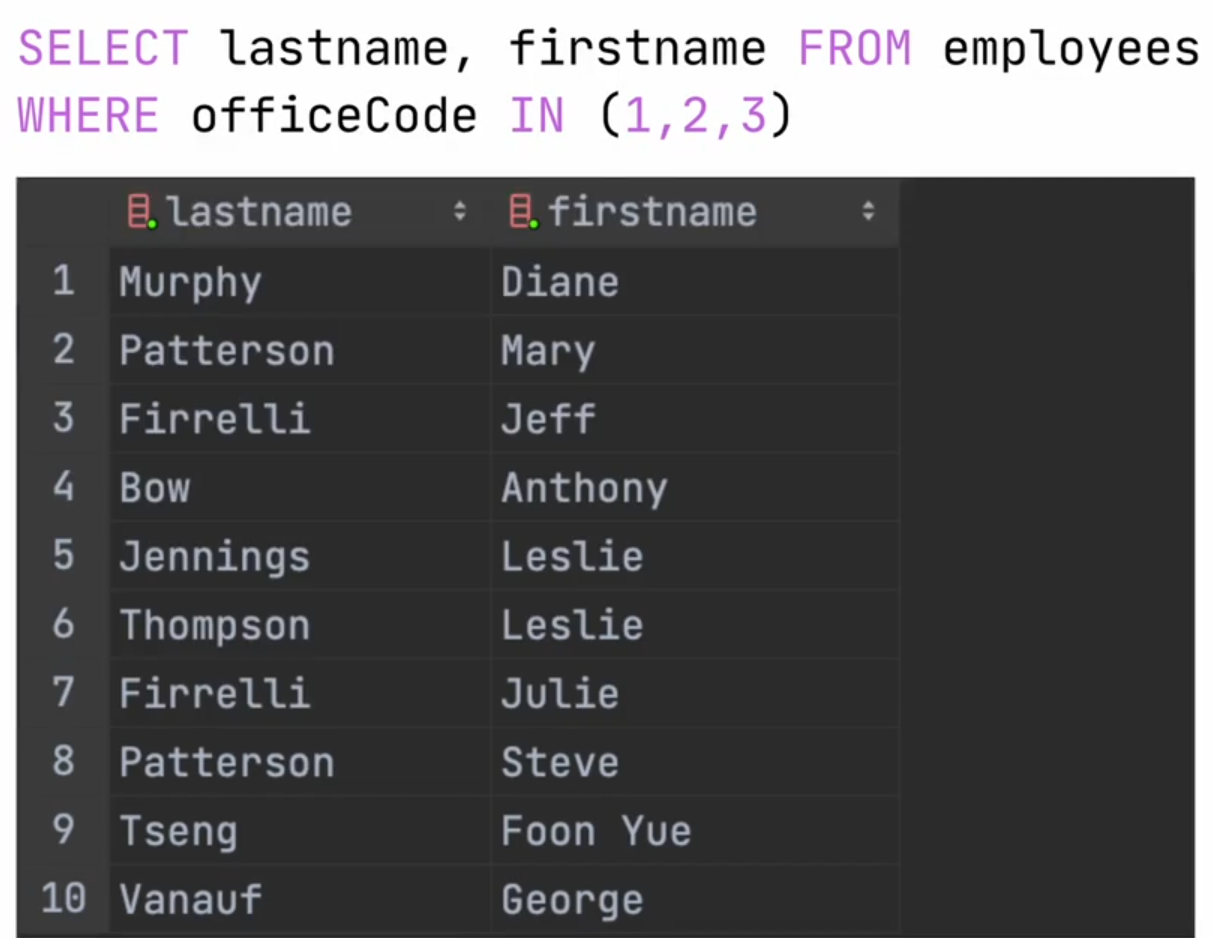 SELECT lastname, firstname FROM employees
WHERE officeCode IN (1,2,3)
lastname firstname
1 Murphy Diane
2 Patterson Mary
3 Firrelli Jeff
4 Bow Anthony
5 Jennings Leslie
6 Thompson Leslie
7 Firrelli Julie
8 Patterson Steve
9 Tseng Foon Yue
10 Vanauf George